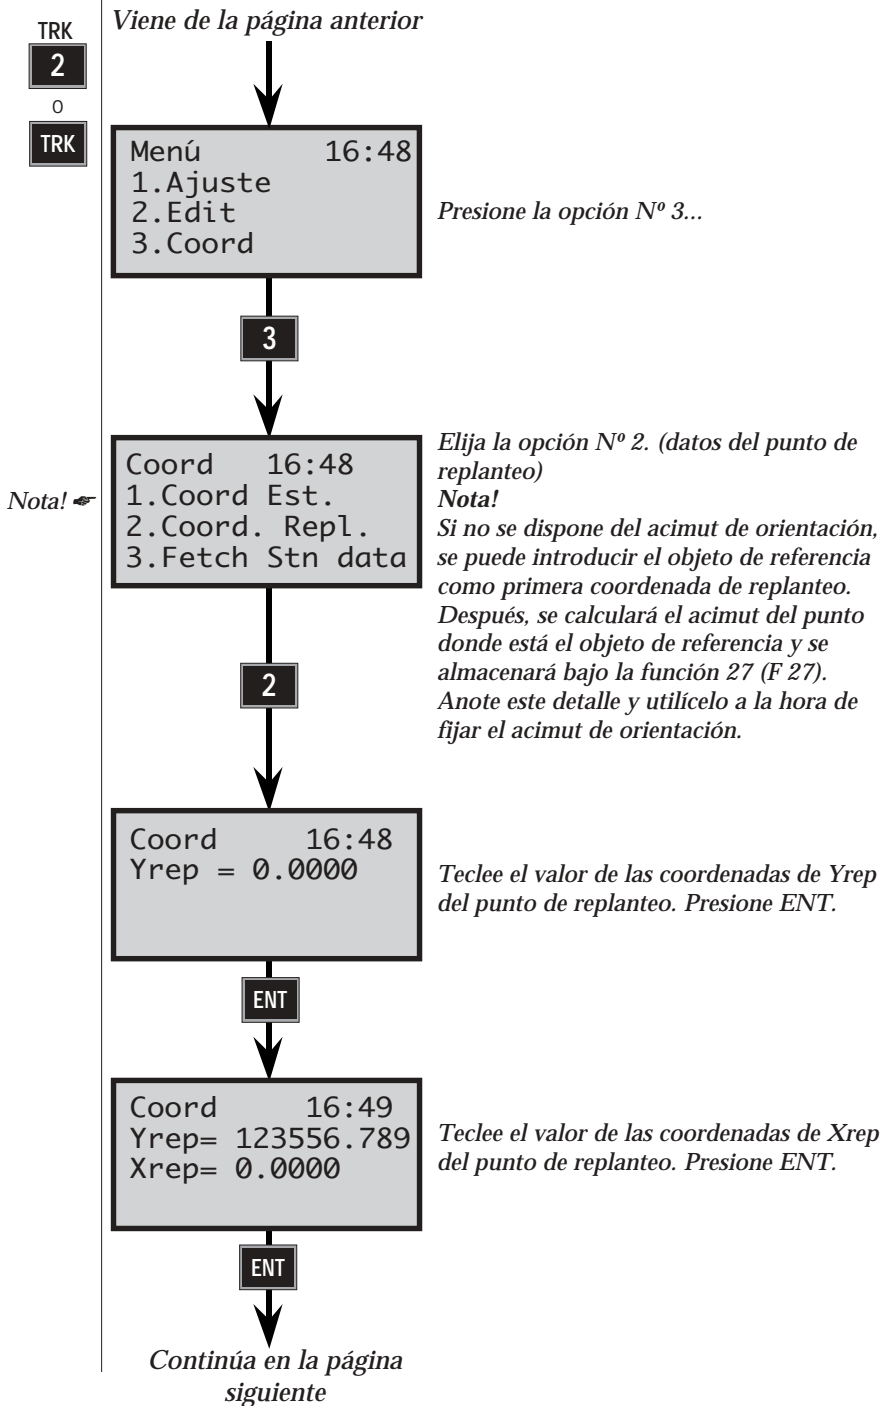 TRK
2
o
TRK
Viene de la página anterior
Menú 16:48
1.Ajuste
2.Edit
3.Coord
Presione la opción Nº 3...
3
Nota! ☛
Coord 16:48
1.Coord Est.
2.Coord. Repl.
3.Fetch Stn data
Elija la opción Nº 2. (datos del punto de
replanteo)
Nota!
Si no se dispone del acimut de orientación,
se puede introducir el objeto de referencia
como primera coordenada de replanteo.
Después, se calculará el acimut del punto
donde está el objeto de referencia y se
almacenará bajo la función 27 (F 27).
Anote este detalle y utilícelo a la hora de
fijar el acimut de orientación.
2
Coord 16:48
Yrep = 0.0000
Teclee el valor de las coordenadas de Yrep
del punto de replanteo. Presione ENT.
ENT
Coord 16:49
Yrep= 123556.789
Xrep= 0.0000
Teclee el valor de las coordenadas de Xrep
del punto de replanteo. Presione ENT.
ENT
Continúa en la página
siguiente